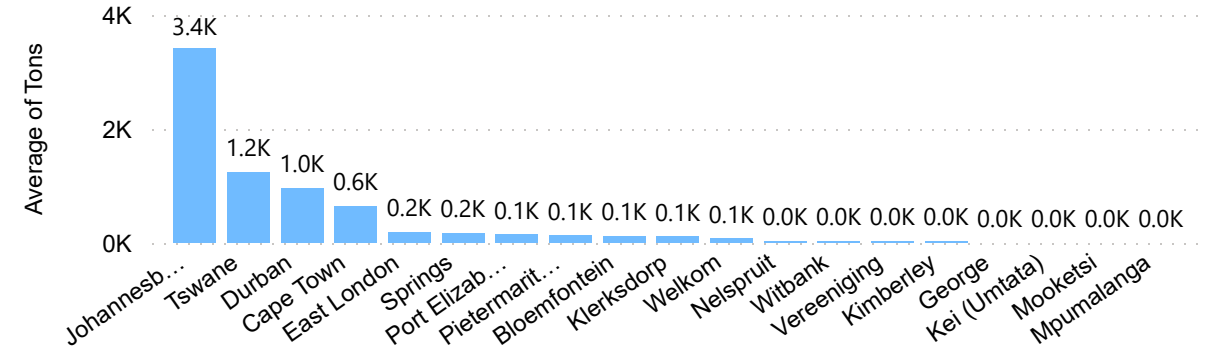 Average of Tons
4K
2K
0K
3.4K
1.2K
1.0K
0.6K
0.2K
0.2K
0.1K
0.1K
0.1K
0.1K
0.1K
0.0K
0.0K
0.0K
0.0K
0.0K
0.0K
0.0K
0.0K
Johannesb...
Tswane
Durban
Cape Town
East London
Springs
Port Elizab...
Pietermarit...
Bloemfontein
Klerksdorp
Welkom
Nelspruit
Witbank
Vereeniging
Kimberley
George
Kei (Umtata)
Mooketsi
Mpumalanga